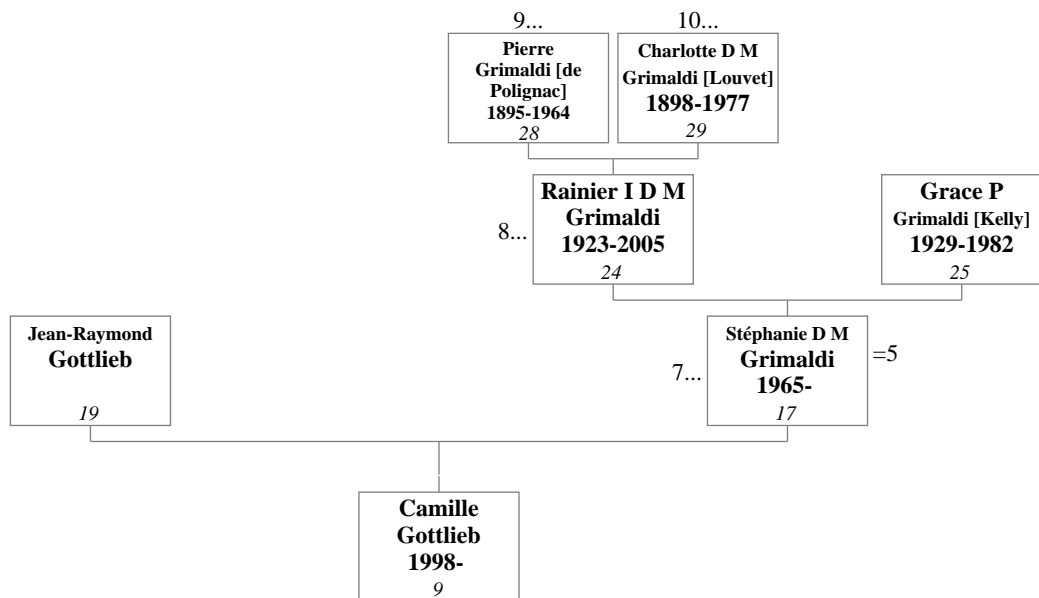 9...
10...
Pierre
Grimaldi [de
Polignac]
1895-1964
28
Charlotte D M
Grimaldi [Louvet]
1898-1977
29
8...
Rainier I D M
Grimaldi
1923-2005
24
Grace P
Grimaldi [Kelly]
1929-1982
25
Jean-Raymond
Gottlieb
19
7...
Stéphanie D M
Grimaldi
1965-
17
=5
Camille
Gottlieb
1998-
9